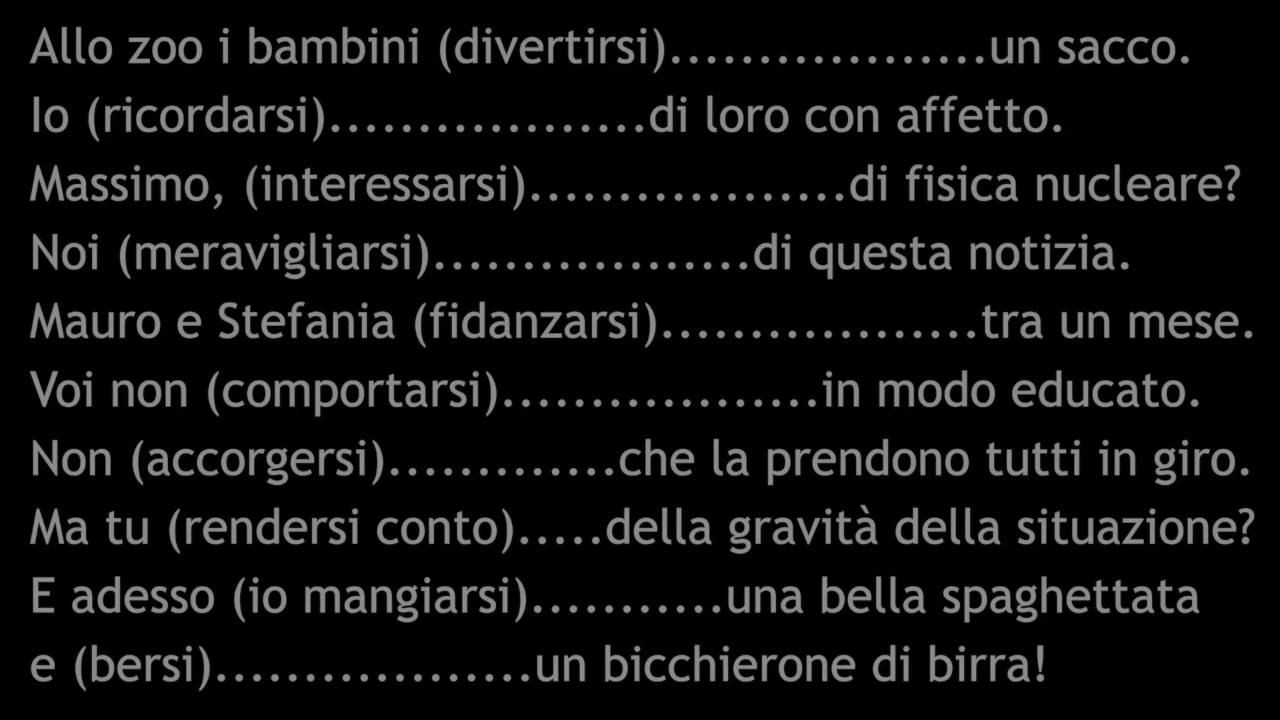 Allo zoo i bambini (divertirsi)..................un sacco.
Io (ricordarsi)..................di loro con affetto.
Massimo, (interessarsi)..................di fisica nucleare?
Noi (meravigliarsi)..................di questa notizia.
Mauro e Stefania (fidanzarsi)..................tra un mese.
Voi non (comportarsi)..................in modo educato.
Non (accorgersi).............che la prendono tutti in giro.
Ma tu (rendersi conto).....della gravità della situazione?
E adesso (io mangiarsi)...........una bella spaghettata
e (bersi)..................un bicchierone di birra!